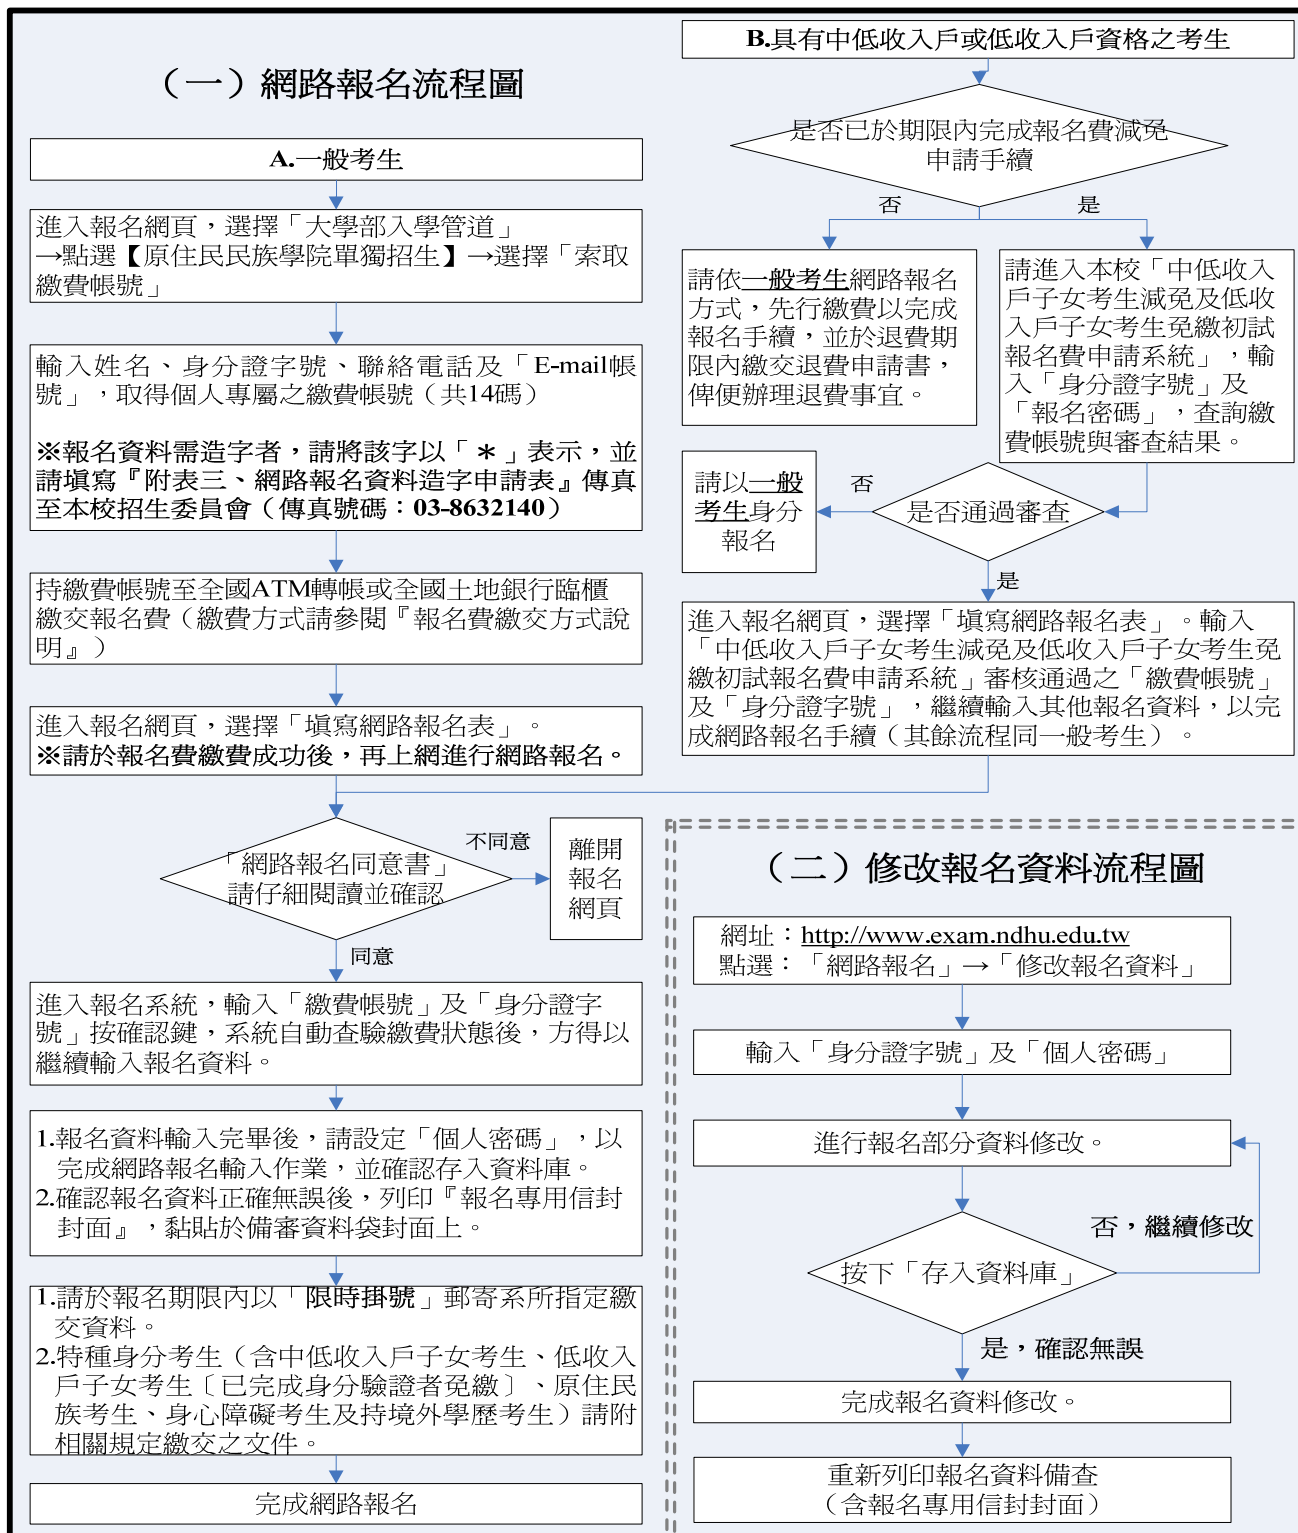 （一）網路報名流程圖
A.一般考生
進入報名網頁，選擇「大學部入學管道」
→點選【原住民民族學院單獨招生】→選擇「索取
繳費帳號」
輸入姓名、身分證字號、聯絡電話及「E-mail帳
號」，取得個人專屬之繳費帳號（共14碼）
※報名資料需造字者，請將該字以「＊」表示，並
請填寫『附表三、網路報名資料造字申請表』傳真
至本校招生委員會（傳真號碼：03-8632140）
持繳費帳號至全國ATM轉帳或全國土地銀行臨櫃
繳交報名費（繳費方式請參閱『報名費繳交方式說
明』）
進入報名網頁，選擇「填寫網路報名表」。
※請於報名費繳費成功後，再上網進行網路報名。
「網路報名同意書」
請仔細閱讀並確認
不同意
離開
報名
網頁
同意
進入報名系統，輸入「繳費帳號」及「身分證字
號」按確認鍵，系統自動查驗繳費狀態後，方得以
繼續輸入報名資料。
1.報名資料輸入完畢後，請設定「個人密碼」，以
完成網路報名輸入作業，並確認存入資料庫。
2.確認報名資料正確無誤後，列印『報名專用信封
封面』，黏貼於備審資料袋封面上。
1.請於報名期限內以「限時掛號」郵寄系所指定繳
交資料。
2.特種身分考生（含中低收入戶子女考生、低收入
戶子女考生〔已完成身分驗證者免繳〕、原住民
族考生、身心障礙考生及持境外學歷考生）請附
相關規定繳交之文件。
完成網路報名
B.具有中低收入戶或低收入戶資格之考生
是否已於期限內完成報名費減免
申請手續
否
是
請依一般考生網路報名
方式，先行繳費以完成
報名手續，並於退費期
限內繳交退費申請書，
俾便辦理退費事宜。
請進入本校「中低收入
戶子女考生減免及低收
入戶子女考生免繳初試
報名費申請系統」，輸
入「身分證字號」及
「報名密碼」，查詢繳
費帳號與審查結果。
是否通過審查
否
請以一般
考生身分
報名
是
進入報名網頁，選擇「填寫網路報名表」。輸入
「中低收入戶子女考生減免及低收入戶子女考生免
繳初試報名費申請系統」審核通過之「繳費帳號」
及「身分證字號」，繼續輸入其他報名資料，以完
成網路報名手續（其餘流程同一般考生）。
（二）修改報名資料流程圖
網址：http://www.exam.ndhu.edu.tw
點選：「網路報名」→「修改報名資料」
輸入「身分證字號」及「個人密碼」
進行報名部分資料修改。
否，繼續修改
按下「存入資料庫」
是，確認無誤
完成報名資料修改。
重新列印報名資料備查
（含報名專用信封封面）